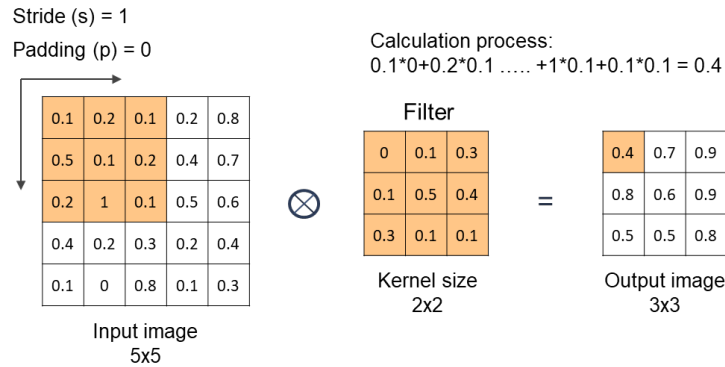 Stride (s) = 1
Padding (p) = 0
Calculation process:
0.1*0+0.2*0.1 ..... +1*0.1+0.1*0.1 = 0.4
Filter
0.1 0.2 0.1 0.2 0.8
0.5 0.1 0.2 0.4 0.7
0.2 1 0.1 0.5 0.6
0.4 0.2 0.3 0.2 0.4
0.1 0 0.8 0.1 0.3
Input image
5x5
0 0.1 0.3
0.1 0.5 0.4
0.3 0.1 0.1
Kernel size
2x2
=
0.4 0.7 0.9
0.8 0.6 0.9
0.5 0.5 0.8
Output image
3x3